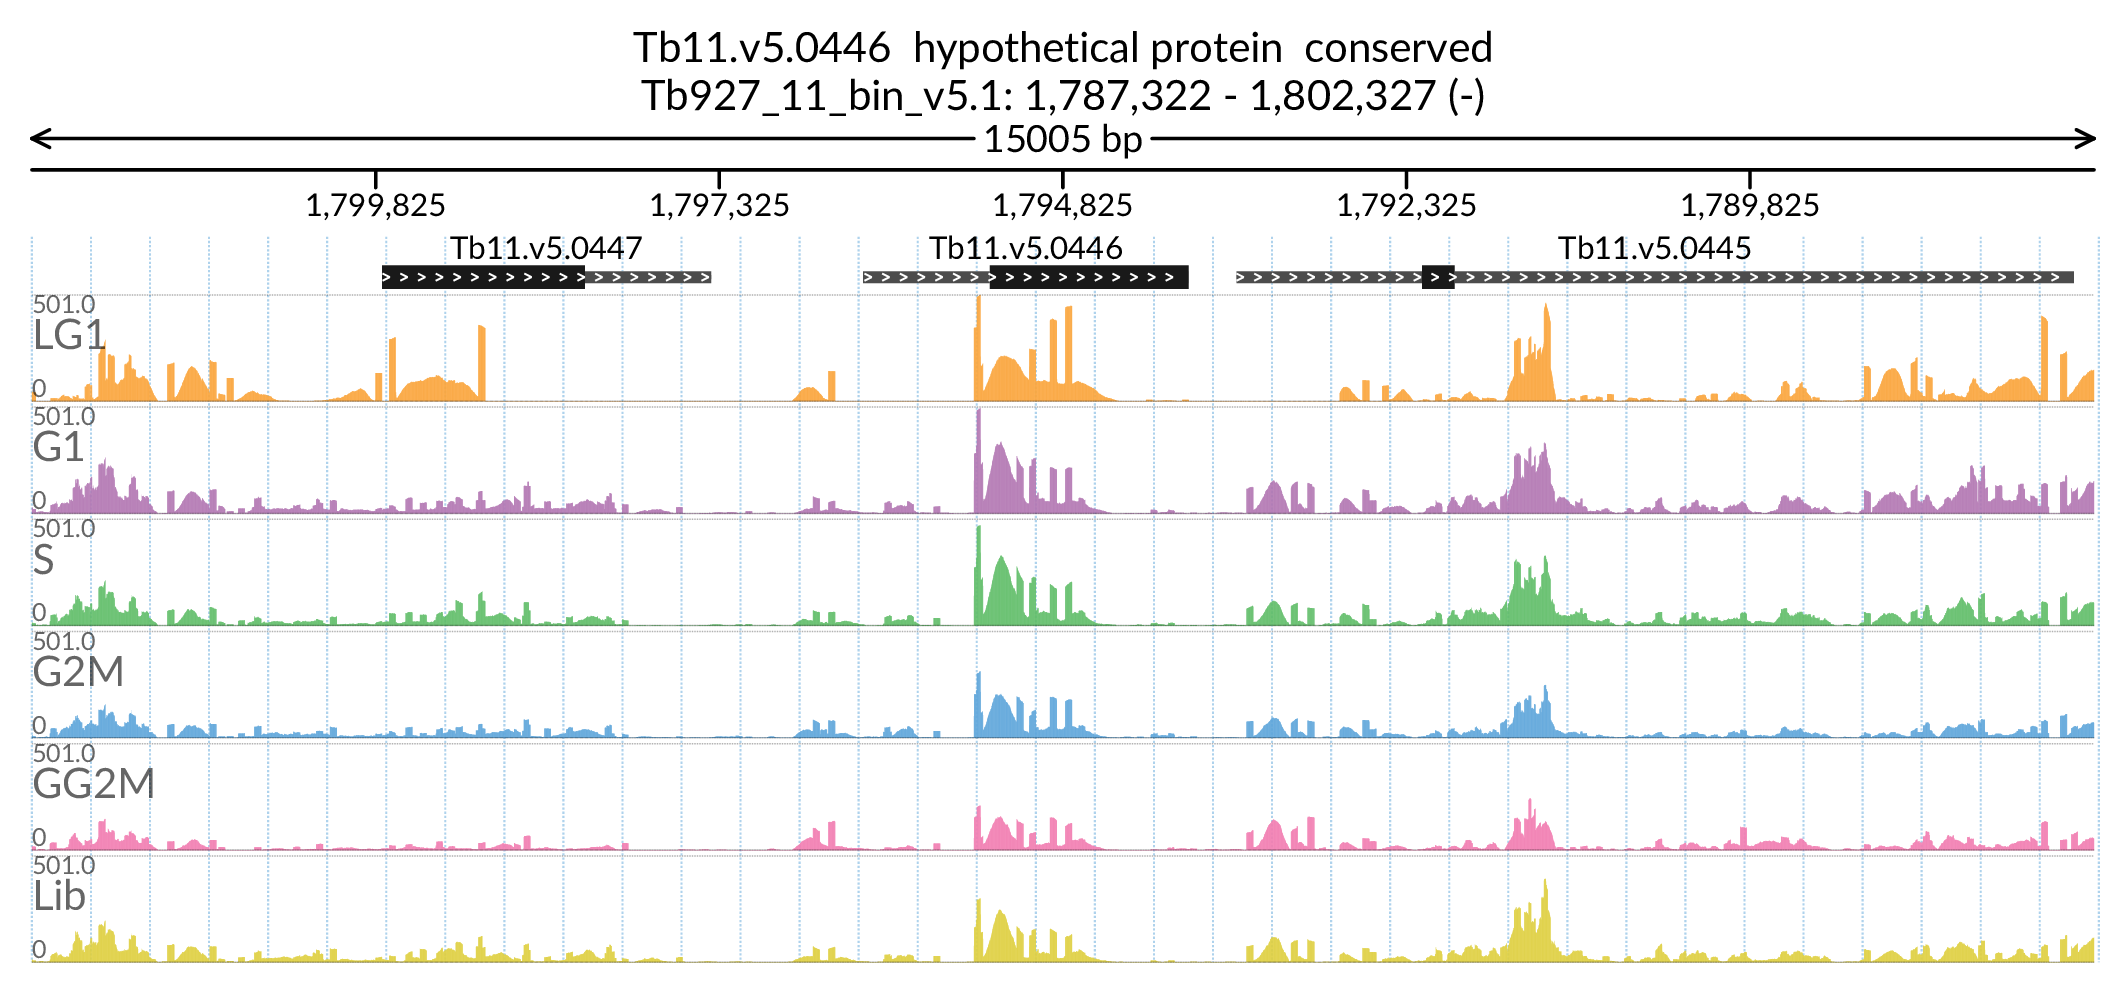 Tb11.v5.0446  hypothetical protein  conserved
Tb927_11_bin_v5.1: 1,787,322 - 1,802,327 (-)
15005 bp
1,799,825 1,797,325 1,794,825 1,792,325 1,789,825
Tb11.v5.0447 Tb11.v5.0446 Tb11.v5.0445
501.0
LG1
0
501.0
G1
0
501.0
S
0
501.0
G2M
0
501.0
GG2M
0
501.0
Lib
0